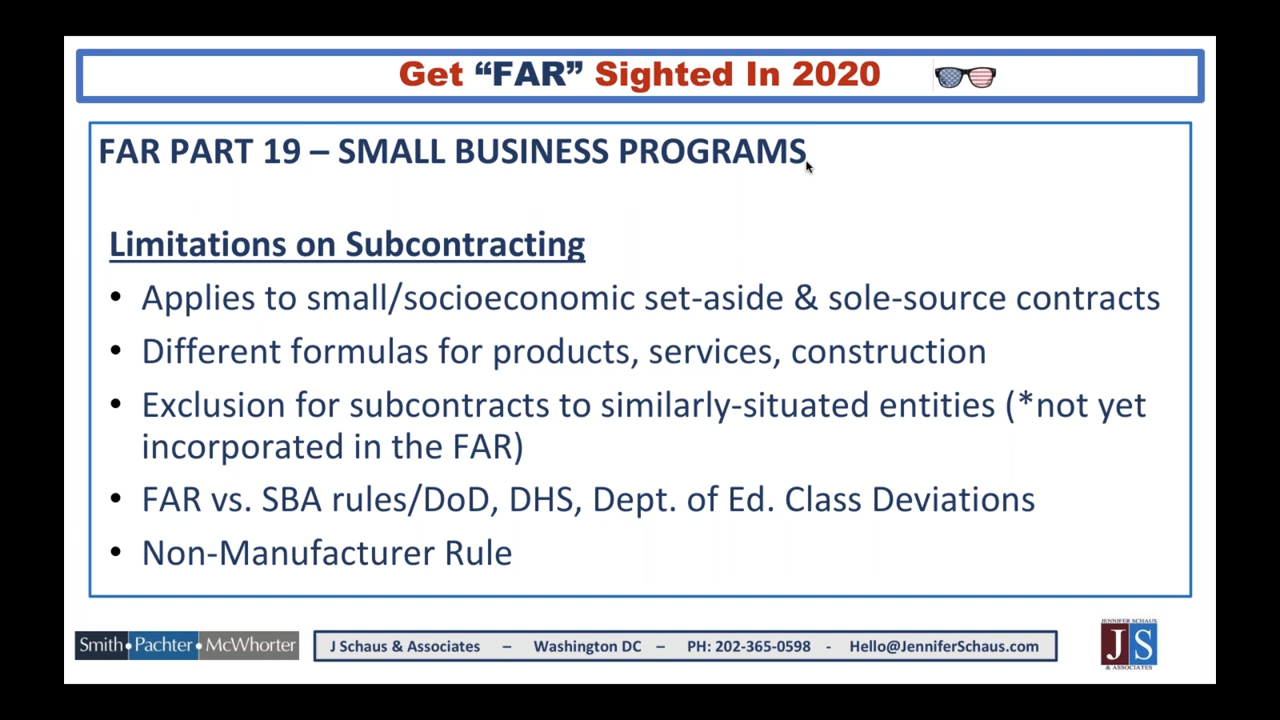 Get “FAR” Sighted In 2020
FAR PART 19 – SMALL BUSINESS PROGRAMS
Limitations on Subcontracting
• Applies to small/socioeconomic set-aside & sole-source contracts
• Different formulas for products, services, construction
• Exclusion for subcontracts to similarly-situated entities (*not yet
incorporated in the FAR)
• FAR vs. SBA rules/DoD, DHS, Dept. of Ed. Class Deviations
• Non-Manufacturer Rule
Smith•Pachter•McWhorter
J Schaus & Associates – Washington DC – PH: 202-365-0598 - Hello@JenniferSchaus.com
JENNIFER SCHAUS
JS
& ASSOCIATES